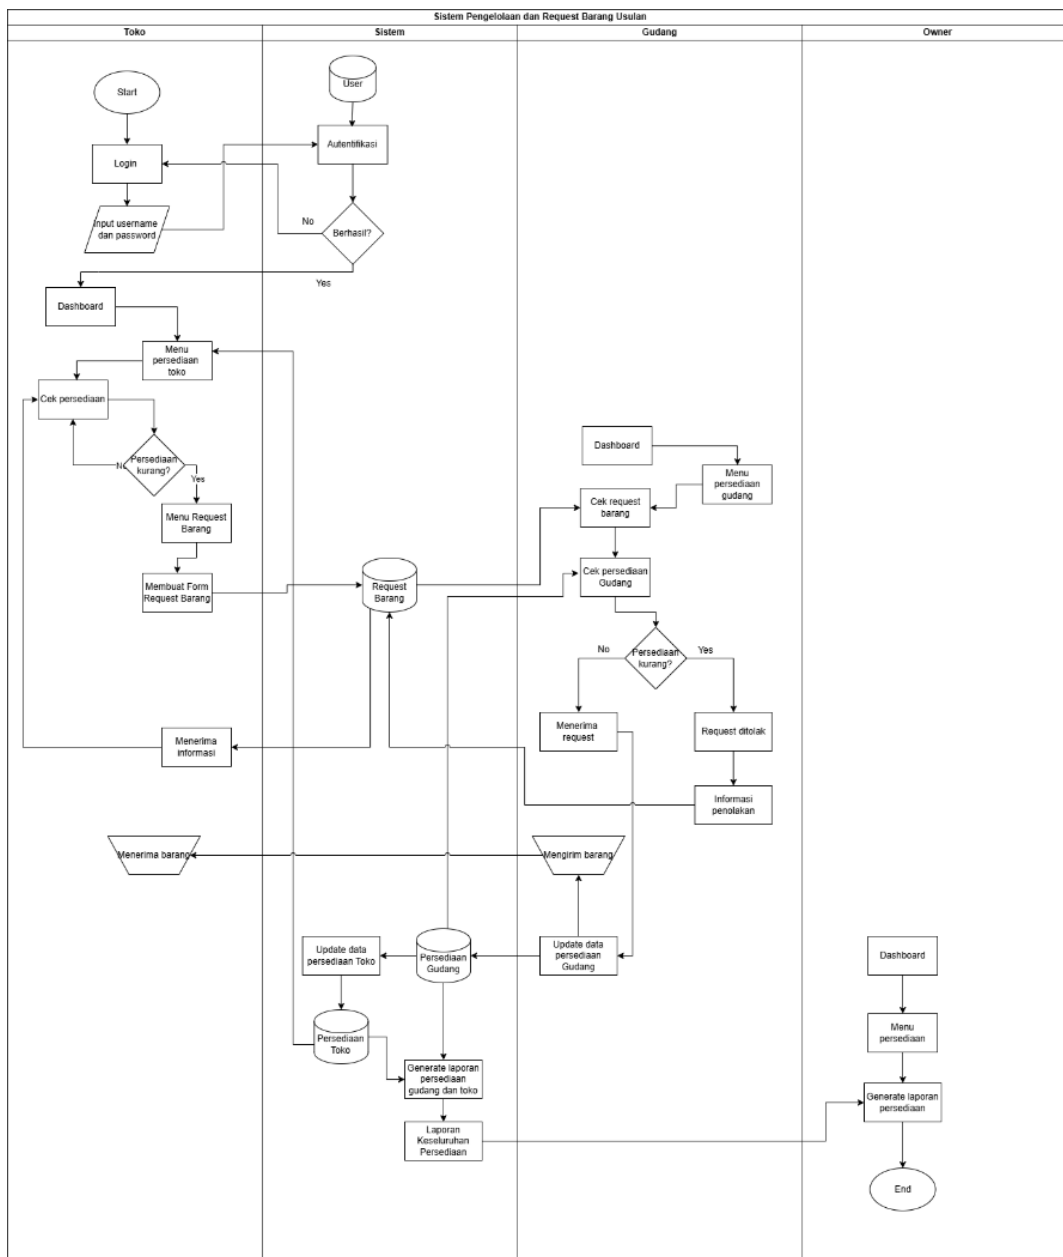 Sistem Pengelolaan dan Request Barang Usulan
Toko
Sistem
Gudang
Owner
Start
User
Login
Autentifikasi
Input username
dan password
No
Berhasil?
Yes
Dashboard
Menu
persediaan
toko
Cek persediaan
Persediaan
kurang?
No
Yes
Menu Request
Barang
Membuat Form
Request Barang
Request
Barang
Dashboard
Menu
persediaan
gudang
Cek request
barang
Cek persediaan
Gudang
No
Persediaan
kurang?
Yes
Menerima
request
Request ditolak
Menerima
informasi
Informasi
penolakan
Menerima barang
Mengirim barang
Update data
persediaan Toko
Persediaan
Gudang
Update data
persediaan
Gudang
Dashboard
Persediaan
Toko
Menu
persediaan
Generate laporan
persediaan
gudang dan toko
Generate laporan
persediaan
Laporan
Keseluruhan
Persediaan
End